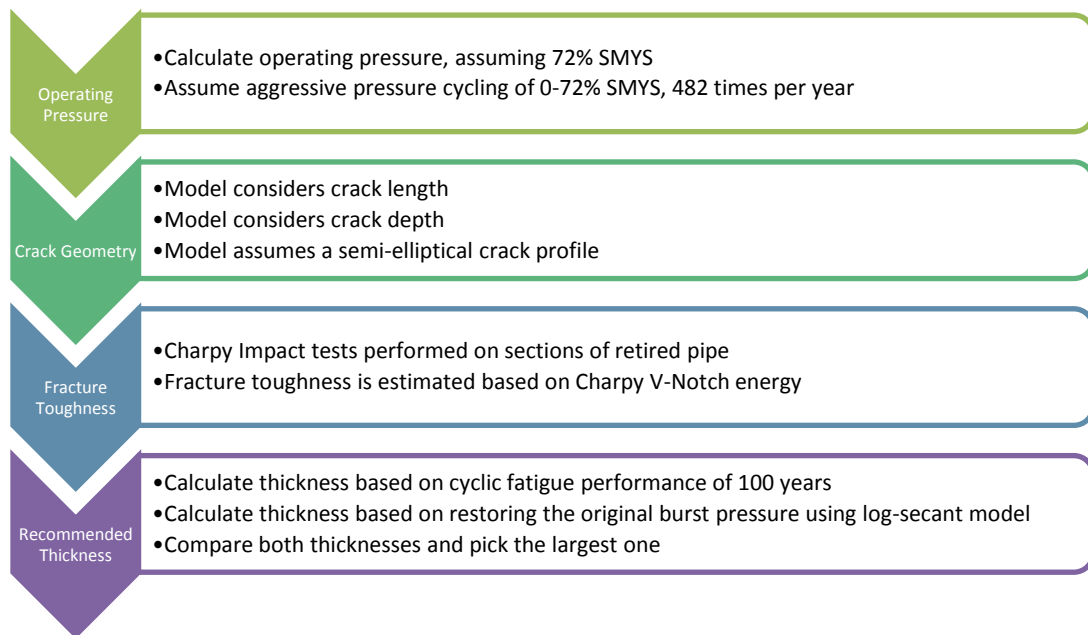 Operating
Pressure
•Calculate operating pressure, assuming 72% SMYS
•Assume aggressive pressure cycling of 0-72% SMYS, 482 times per year
Crack Geometry
•Model considers crack length
•Model considers crack depth
•Model assumes a semi-elliptical crack profile
Fracture
Toughness
•Charpy Impact tests performed on sections of retired pipe
•Fracture toughness is estimated based on Charpy V-Notch energy
Recommended
Thickness
•Calculate thickness based on cyclic fatigue performance of 100 years
•Calculate thickness based on restoring the original burst pressure using log-secant model
•Compare both thicknesses and pick the largest one